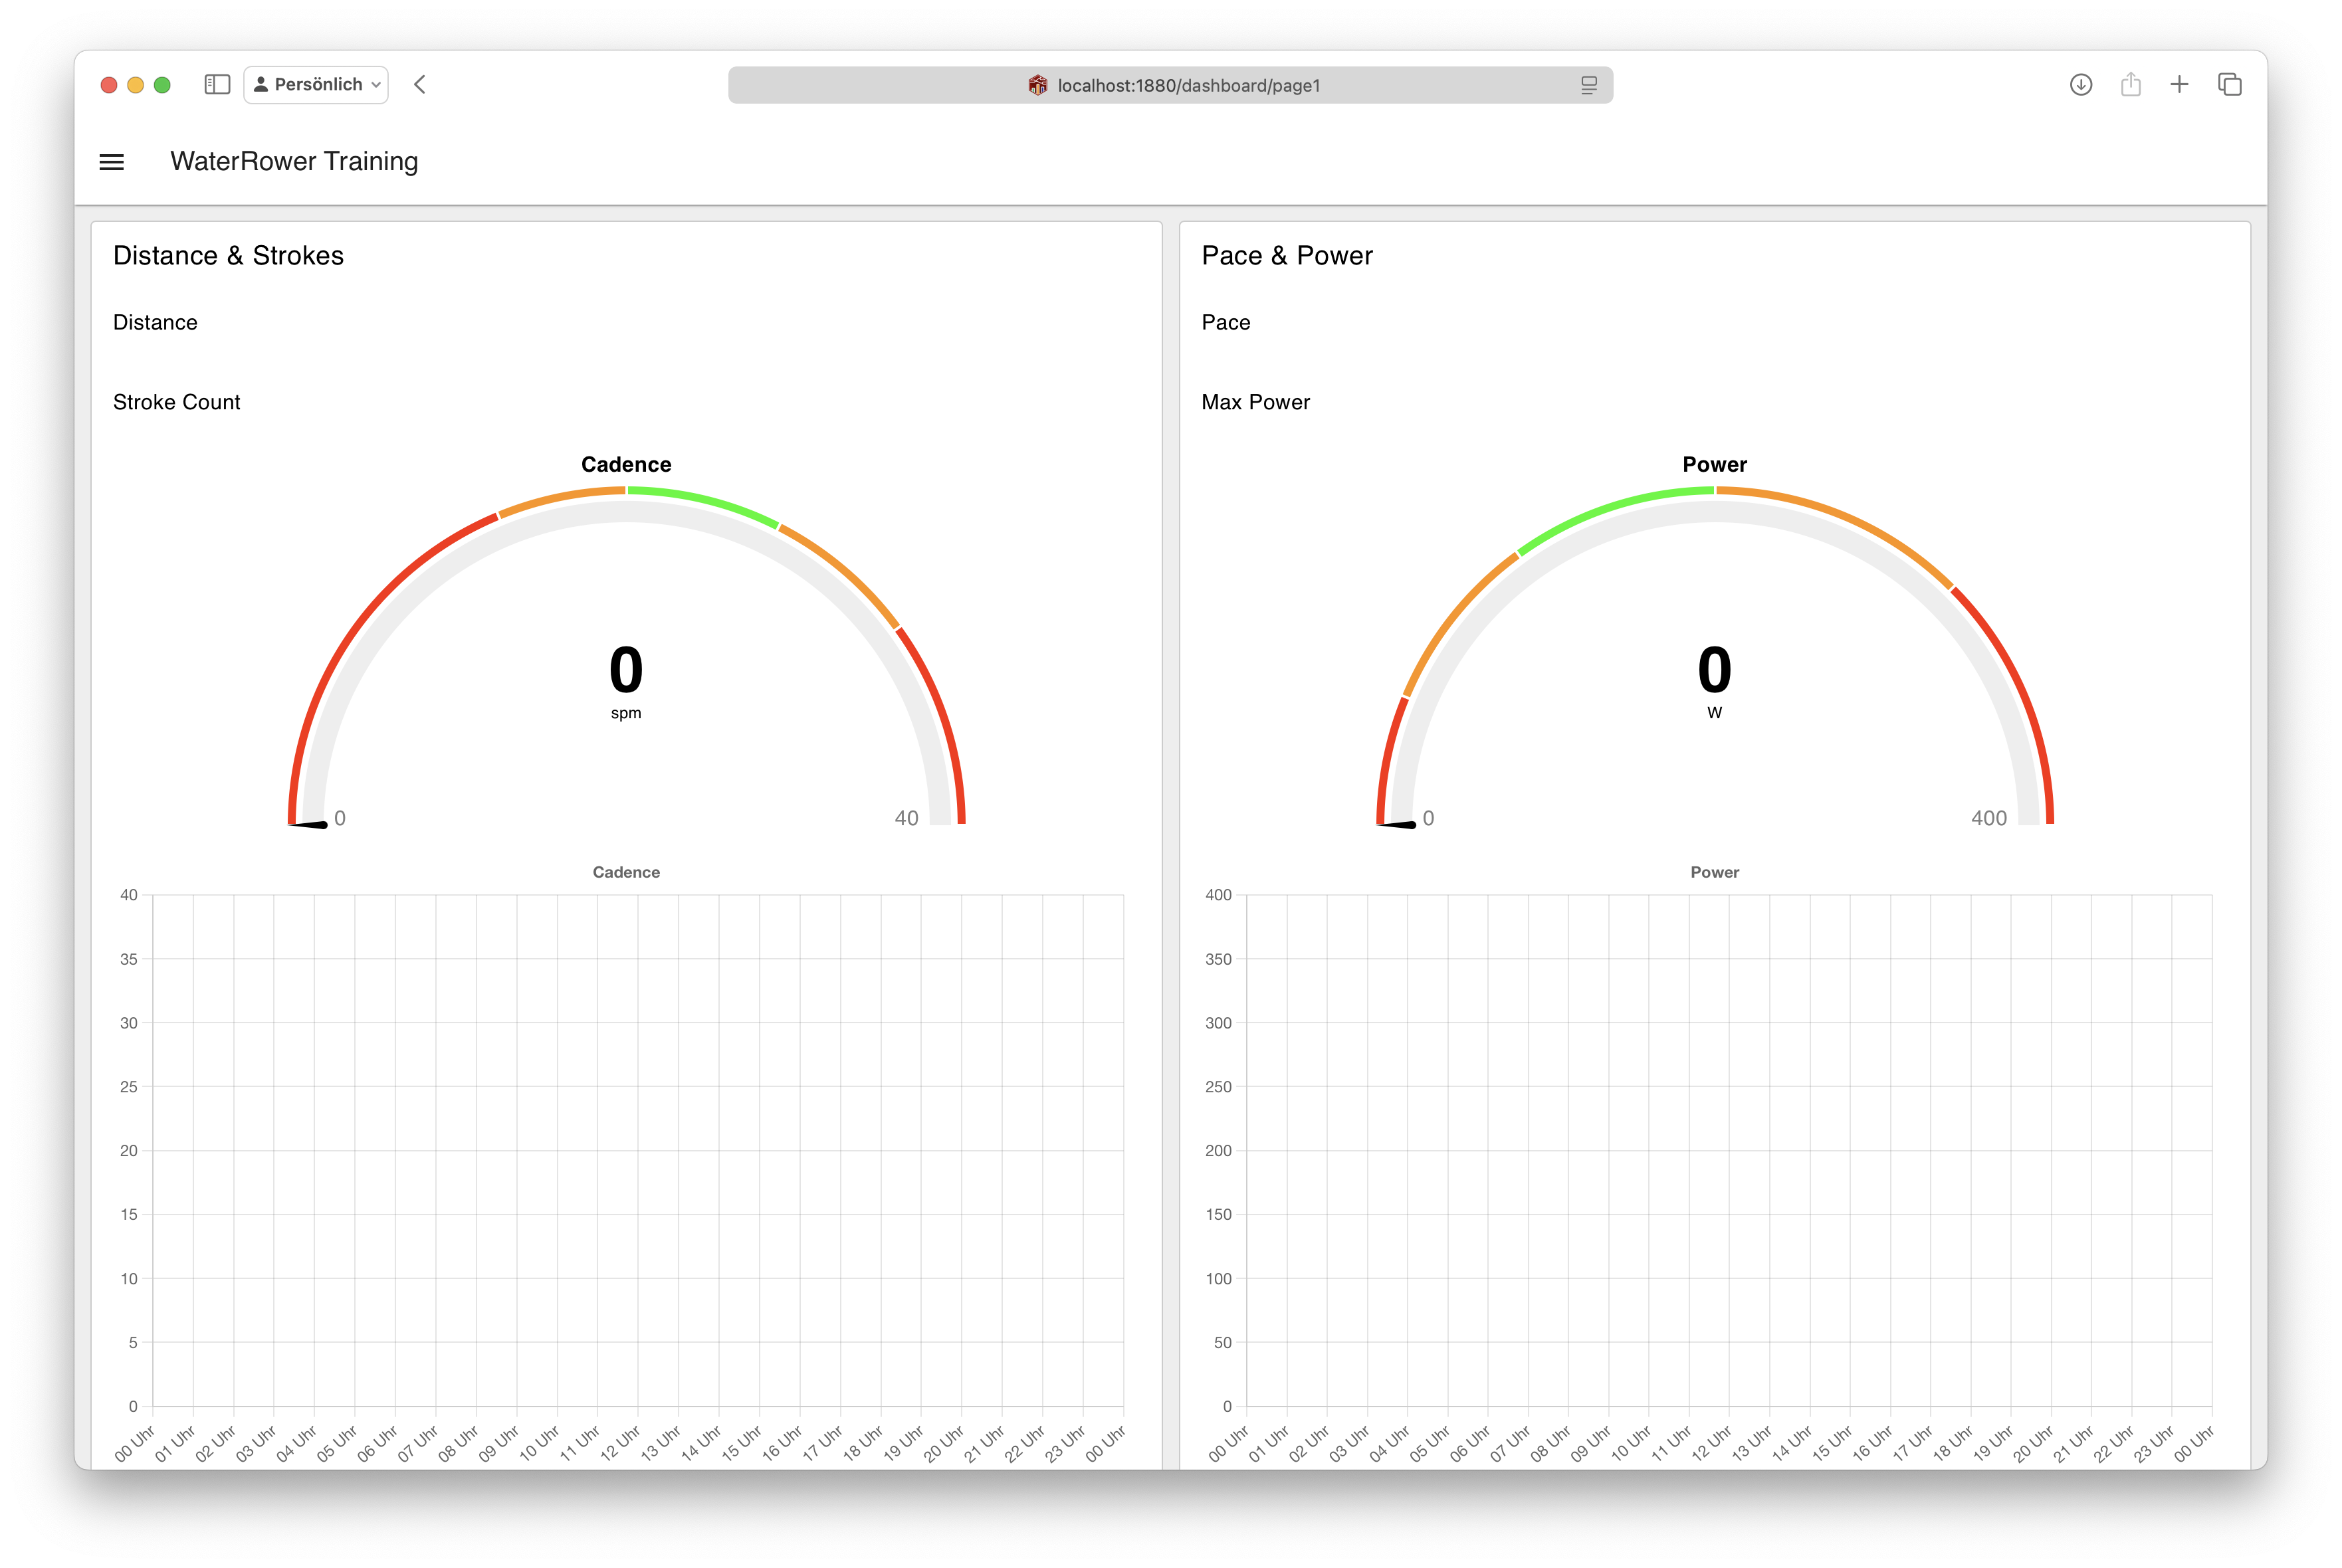 Persönlich
localhost:1880/dashboard/page1
WaterRower Training
Distance & Strokes
Distance
Stroke Count
Cadence
0
spm
0
40
Cadence
40
35
30
25
20
15
10
5
0
00 Uhr
01 Uhr
02 Uhr
03 Uhr
04 Uhr
05 Uhr
06 Uhr
07 Uhr
08 Uhr
09 Uhr
10 Uhr
11 Uhr
12 Uhr
13 Uhr
14 Uhr
15 Uhr
16 Uhr
17 Uhr
18 Uhr
19 Uhr
20 Uhr
21 Uhr
22 Uhr
23 Uhr
00 Uhr
Pace & Power
Pace
Max Power
Power
0
W
0
400
Power
400
350
300
250
200
150
100
50
0
00 Uhr
01 Uhr
02 Uhr
03 Uhr
04 Uhr
05 Uhr
06 Uhr
07 Uhr
08 Uhr
09 Uhr
10 Uhr
11 Uhr
12 Uhr
13 Uhr
14 Uhr
15 Uhr
16 Uhr
17 Uhr
18 Uhr
19 Uhr
20 Uhr
21 Uhr
22 Uhr
23 Uhr
00 Uhr